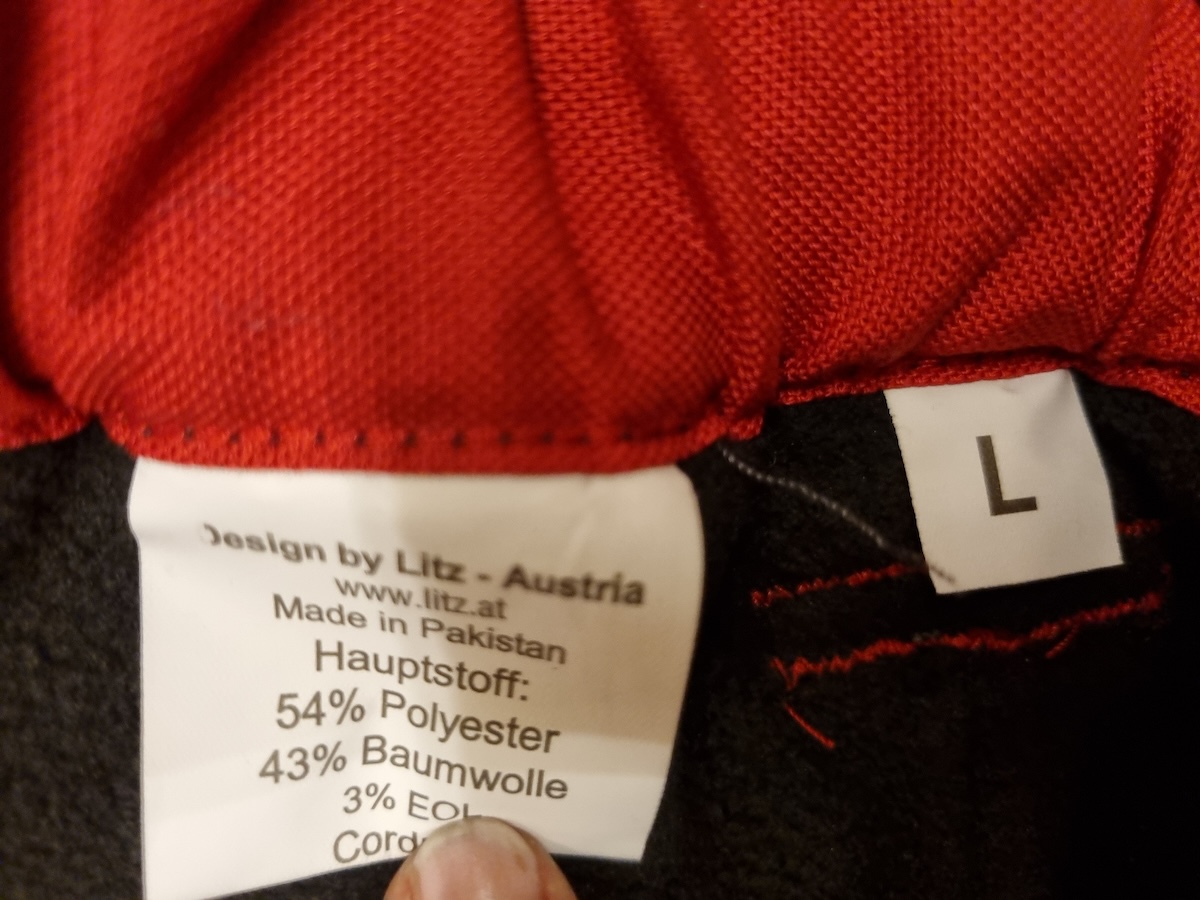 Design by Litz - Austria
www.litz.at
Made in Pakistan
Hauptstoff:
54% Polyester
43% Baumwolle
3%
L